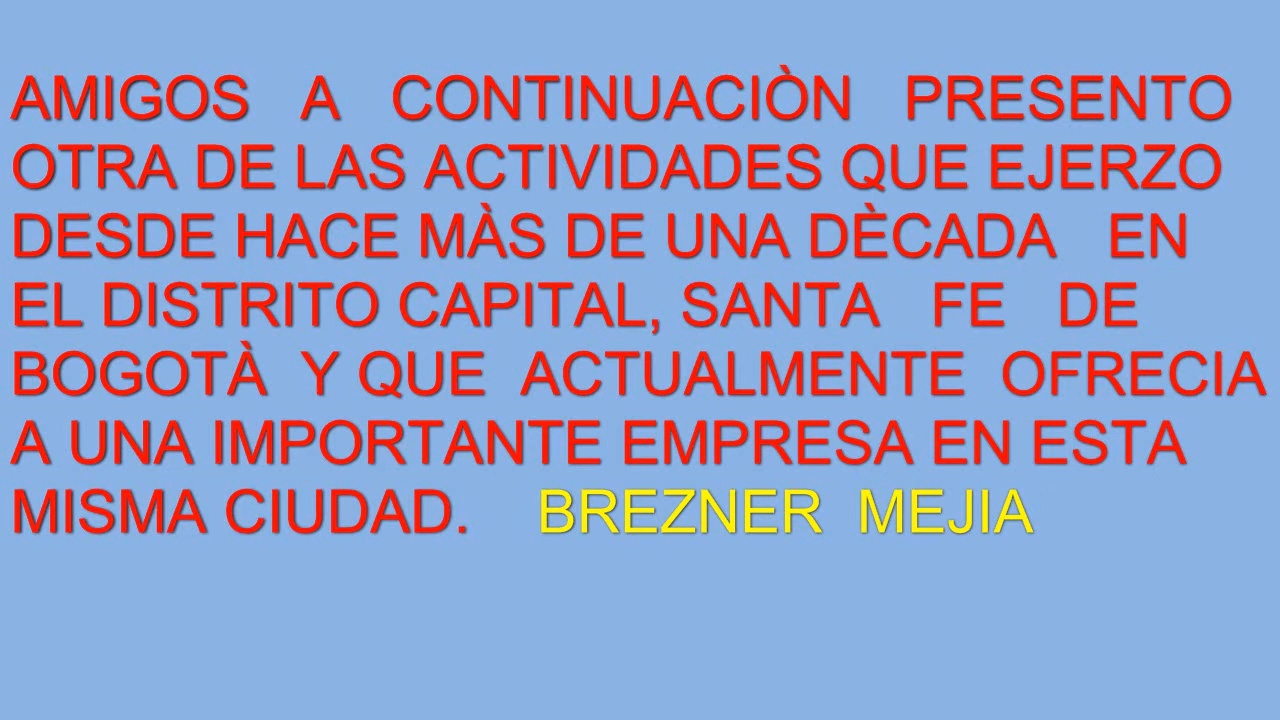 AMIGOS A CONTINUACIÒN PRESENTO
OTRA DE LAS ACTIVIDADES QUE EJERZO
DESDE HACE MÀS DE UNA DÈCADA EN
EL DISTRITO CAPITAL, SANTA FE DE
BOGOTÀ Y QUE ACTUALMENTE OFRECIA
A UNA IMPORTANTE EMPRESA EN ESTA
MISMA CIUDAD. BREZNER MEJIA